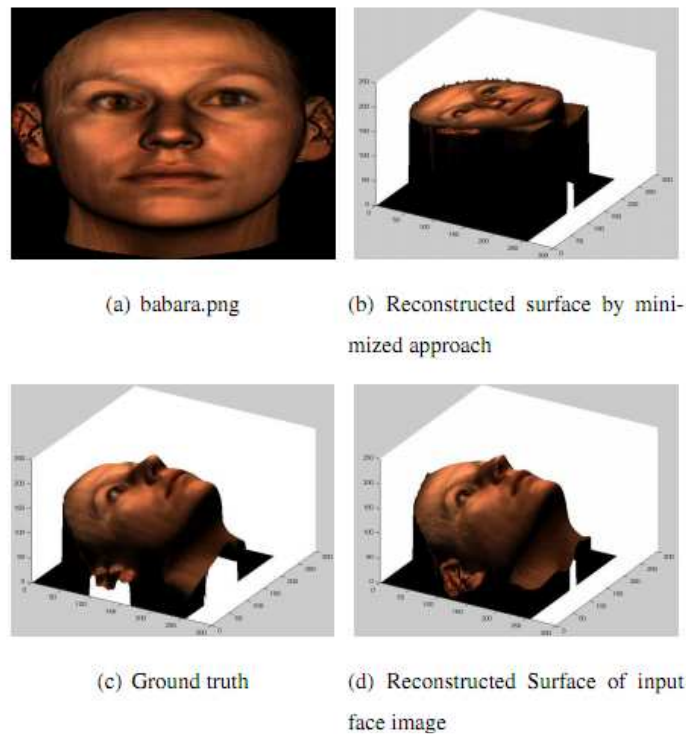 (a) babara.png
(b) Reconstructed surface by mini-
mized approach
(c) Ground truth
(d) Reconstructed Surface of input
face image